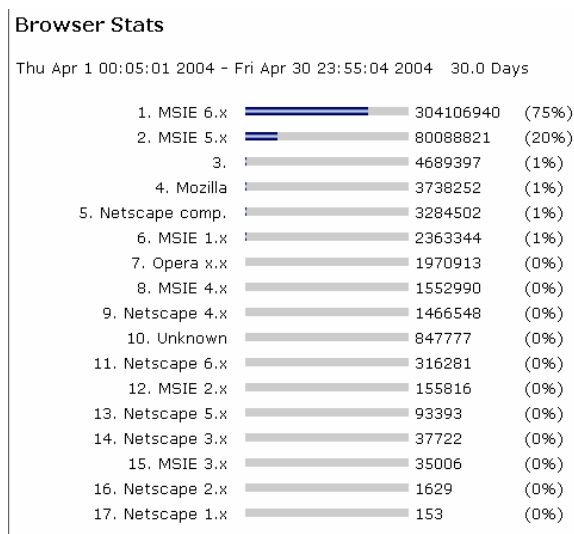 Browser Stats
Thu Apr 1 00:05:01 2004 - Fri Apr 30 23:55:04 2004 30.0 Days
1. MSIE 6.x 304106940 (75%)
2. MSIE 5.x 80088821 (20%)
3. 4689397 (1%)
4. Mozilla 3738252 (1%)
5. Netscape comp. 3284502 (1%)
6. MSIE 1.x 2363344 (1%)
7. Opera x.x 1970913 (0%)
8. MSIE 4.x 1552990 (0%)
9. Netscape 4.x 1466548 (0%)
10. Unknown 847777 (0%)
11. Netscape 6.x 316281 (0%)
12. MSIE 2.x 155816 (0%)
13. Netscape 5.x 93393 (0%)
14. Netscape 3.x 37722 (0%)
15. MSIE 3.x 35006 (0%)
16. Netscape 2.x 1629 (0%)
17. Netscape 1.x 153 (0%)